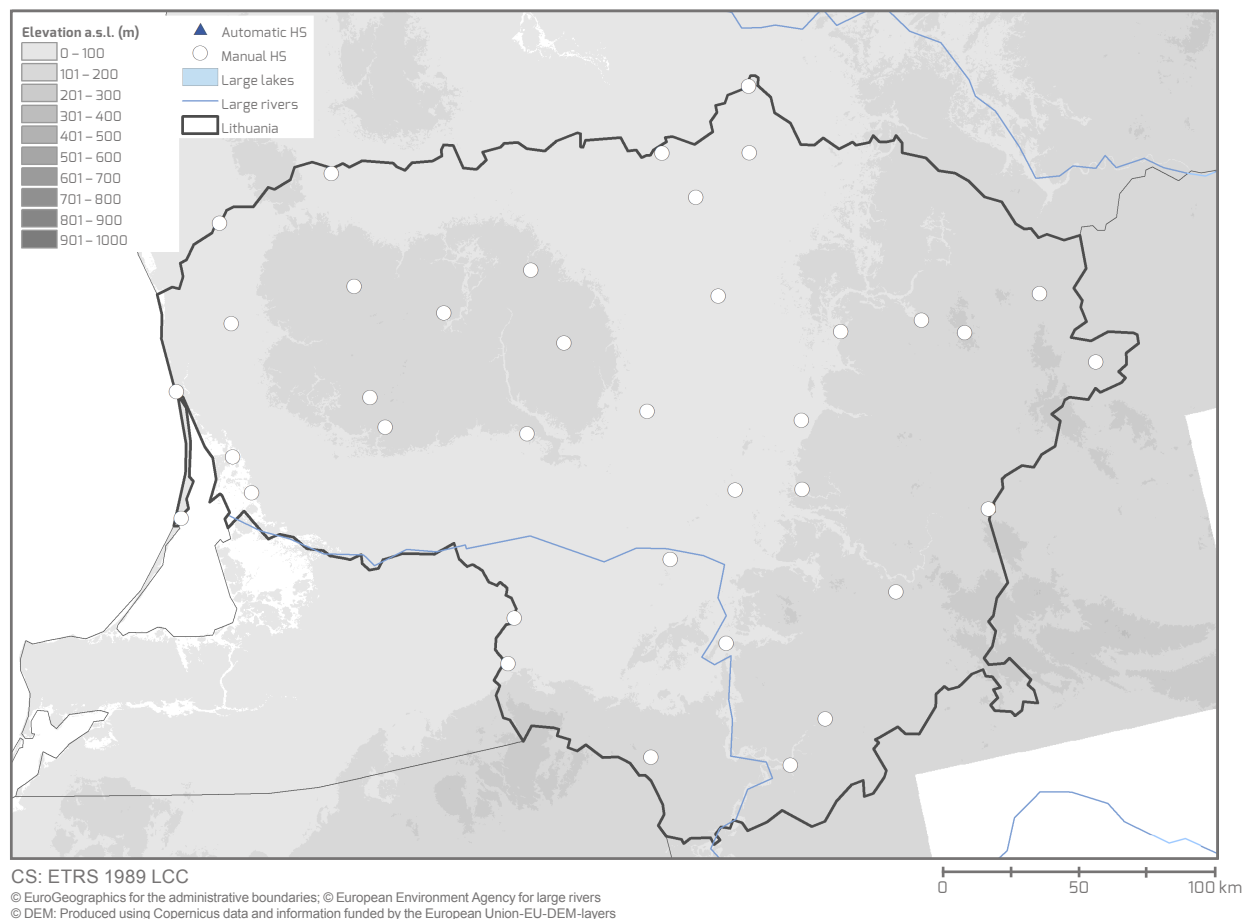 Elevation a.s.l. (m)
0 – 100
101 – 200
201 – 300
301 – 400
401 – 500
501 – 600
601 – 700
701 – 800
801 – 900
901 – 1000
Automatic HS
Manual HS
Large lakes
Large rivers
Lithuania
CS: ETRS 1989 LCC
© EuroGeographics for the administrative boundaries; © European Environment Agency for large rivers
© DEM: Produced using Copernicus data and information funded by the European Union-EU-DEM-layers
0 50 100 km